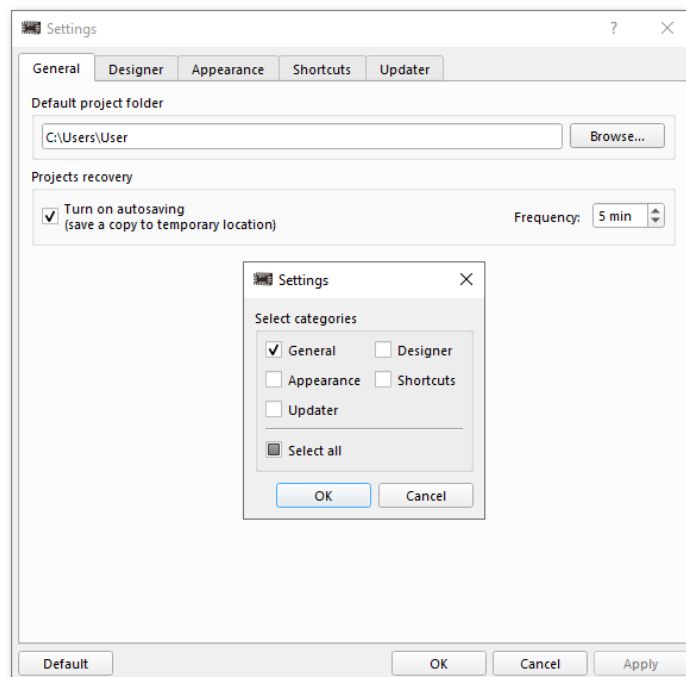 Settings
General Designer Appearance Shortcuts Updater
Default project folder
C:\Users\User Browse...
Projects recovery
Turn on autosaving
(save a copy to temporary location)
Frequency: 5 min
Settings
Select categories
General Designer
Appearance Shortcuts
Updater
Select all
OK Cancel
Default OK Cancel Apply